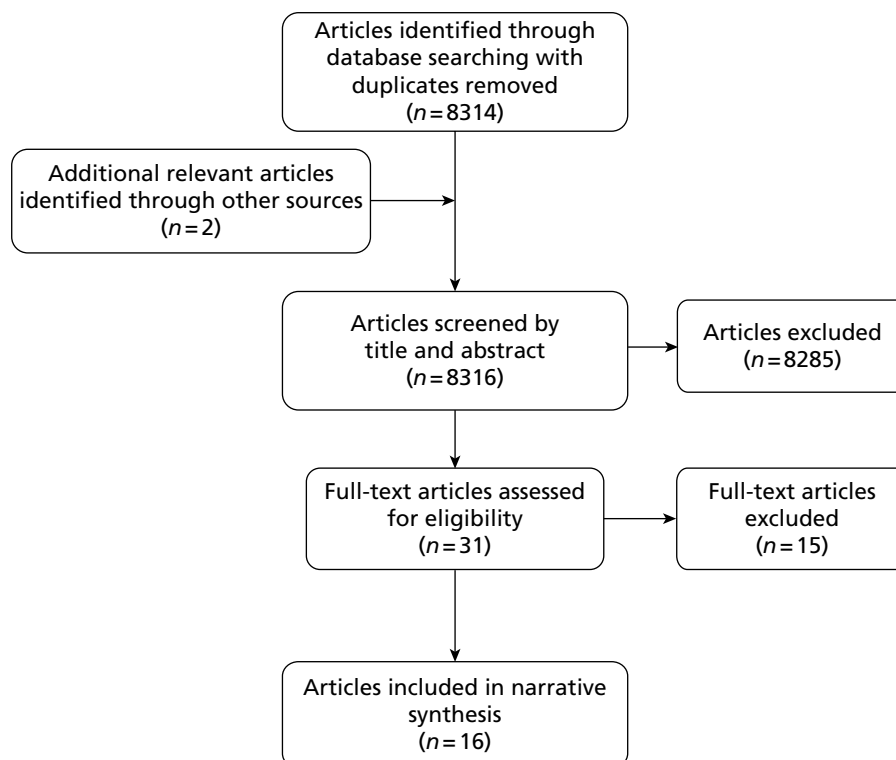 Articles identified through
database searching with
duplicates removed
(n=8314)
Additional relevant articles
identified through other sources
(n=2)
Articles screened by
title and abstract
(n=8316)
Articles excluded
(n=8285)
Full-text articles assessed
for eligibility
(n=31)
Full-text articles
excluded
(n=15)
Articles included in narrative
synthesis
(n=16)